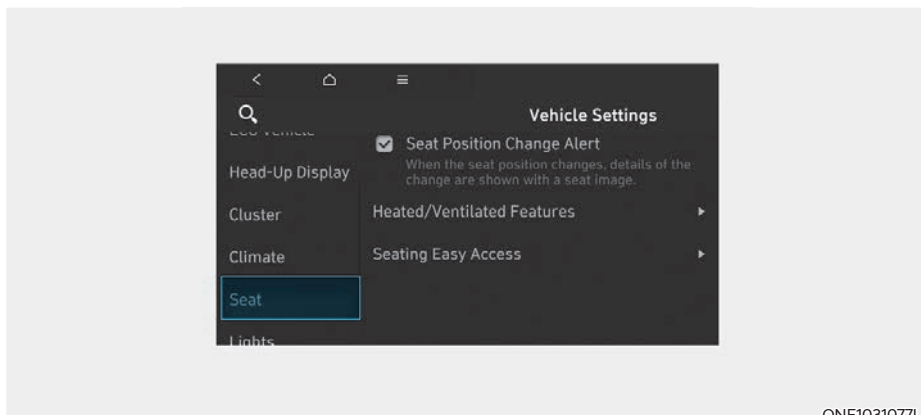 Vehicle Settings
Head-Up Display
Cluster
Climate
Seat
Lights
Seat Position Change Alert
When the seat position changes, details of the
change are shown with a seat image.
Heated/Ventilated Features
Seating Easy Access